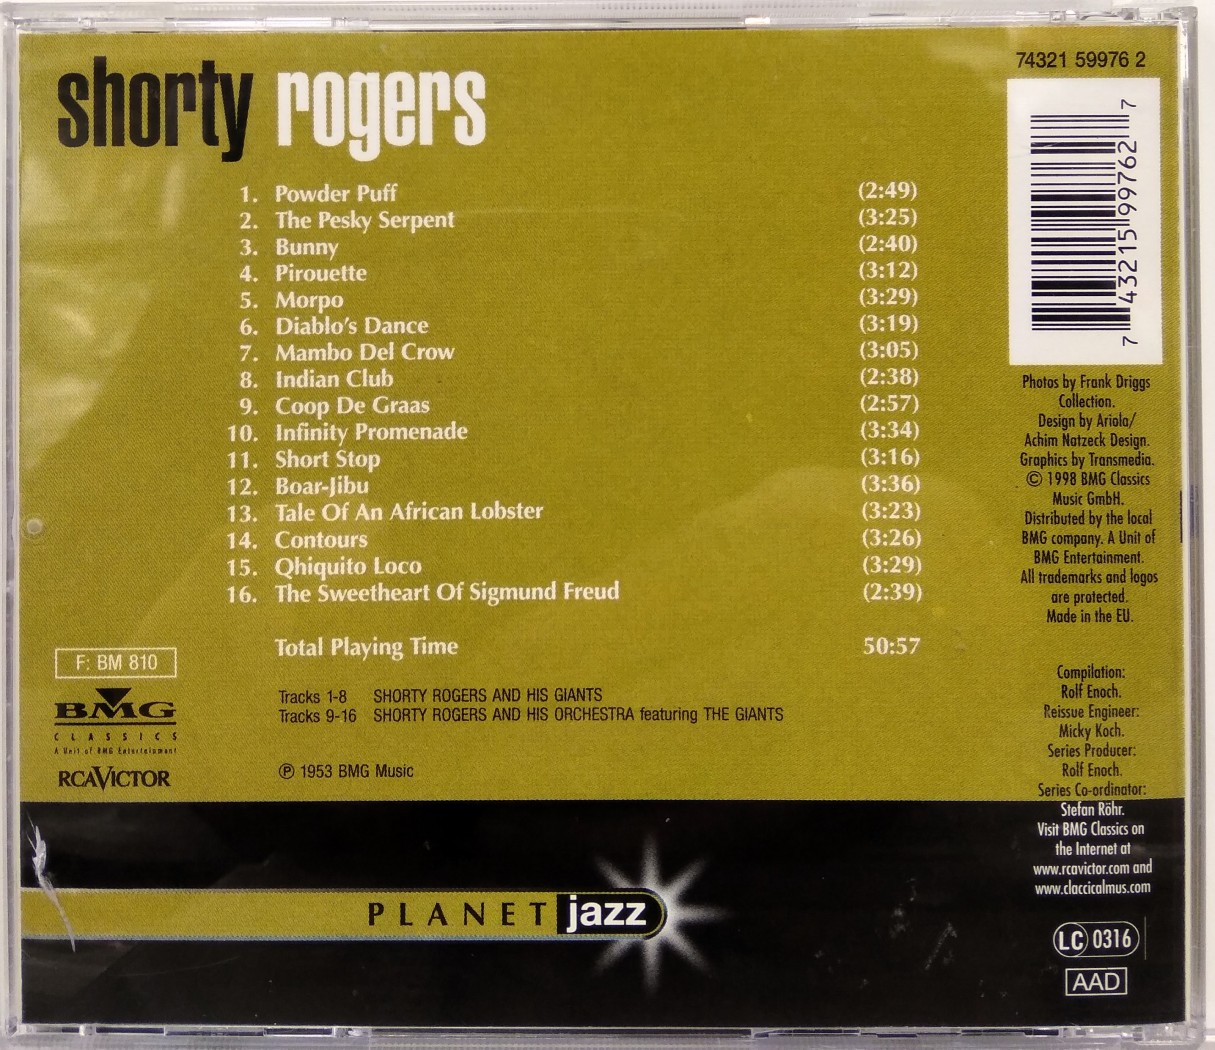 shorty rogers
74321 59976 2
7 43215 99762 7
1. Powder Puff (2:49)
2. The Pesky Serpent (3:25)
3. Bunny (2:40)
4. Pirouette (3:12)
5. Morpo (3:29)
6. Diablo's Dance (3:19)
7. Mambo Del Crow (3:05)
8. Indian Club (2:38)
9. Coop De Graas (2:57)
10. Infinity Promenade (3:34)
11. Short Stop (3:16)
12. Boar-Jibu (3:36)
13. Tale Of An African Lobster (3:23)
14. Contours (3:26)
15. Qhiquito Loco (3:29)
16. The Sweetheart Of Sigmund Freud (2:39)
Total Playing Time 50:57
Tracks 1-8 SHORTY ROGERS AND HIS GIANTS
Tracks 9-16 SHORTY ROGERS AND HIS ORCHESTRA featuring THE GIANTS
℗ 1953 BMG Music
F: BM 810
BMG
CLASSICS
A Unit of BMG Entertainment
RCAVICTOR
Photos by Frank Driggs
Collection.
Design by Ariola/
Achim Natzeck Design.
Graphics by Transmedia.
© 1998 BMG Classics
Music GmbH.
Distributed by the local
BMG company. A Unit of
BMG Entertainment.
All trademarks and logos
are protected.
Made in the EU.
Compilation:
Rolf Enoch.
Reissue Engineer:
Micky Koch.
Series Producer:
Rolf Enoch.
Series Co-ordinator:
Stefan Röhr.
Visit BMG Classics on
the Internet at
www.rcavictor.com and
www.claccicalmus.com
PLANET jazz
LC 0316
AAD